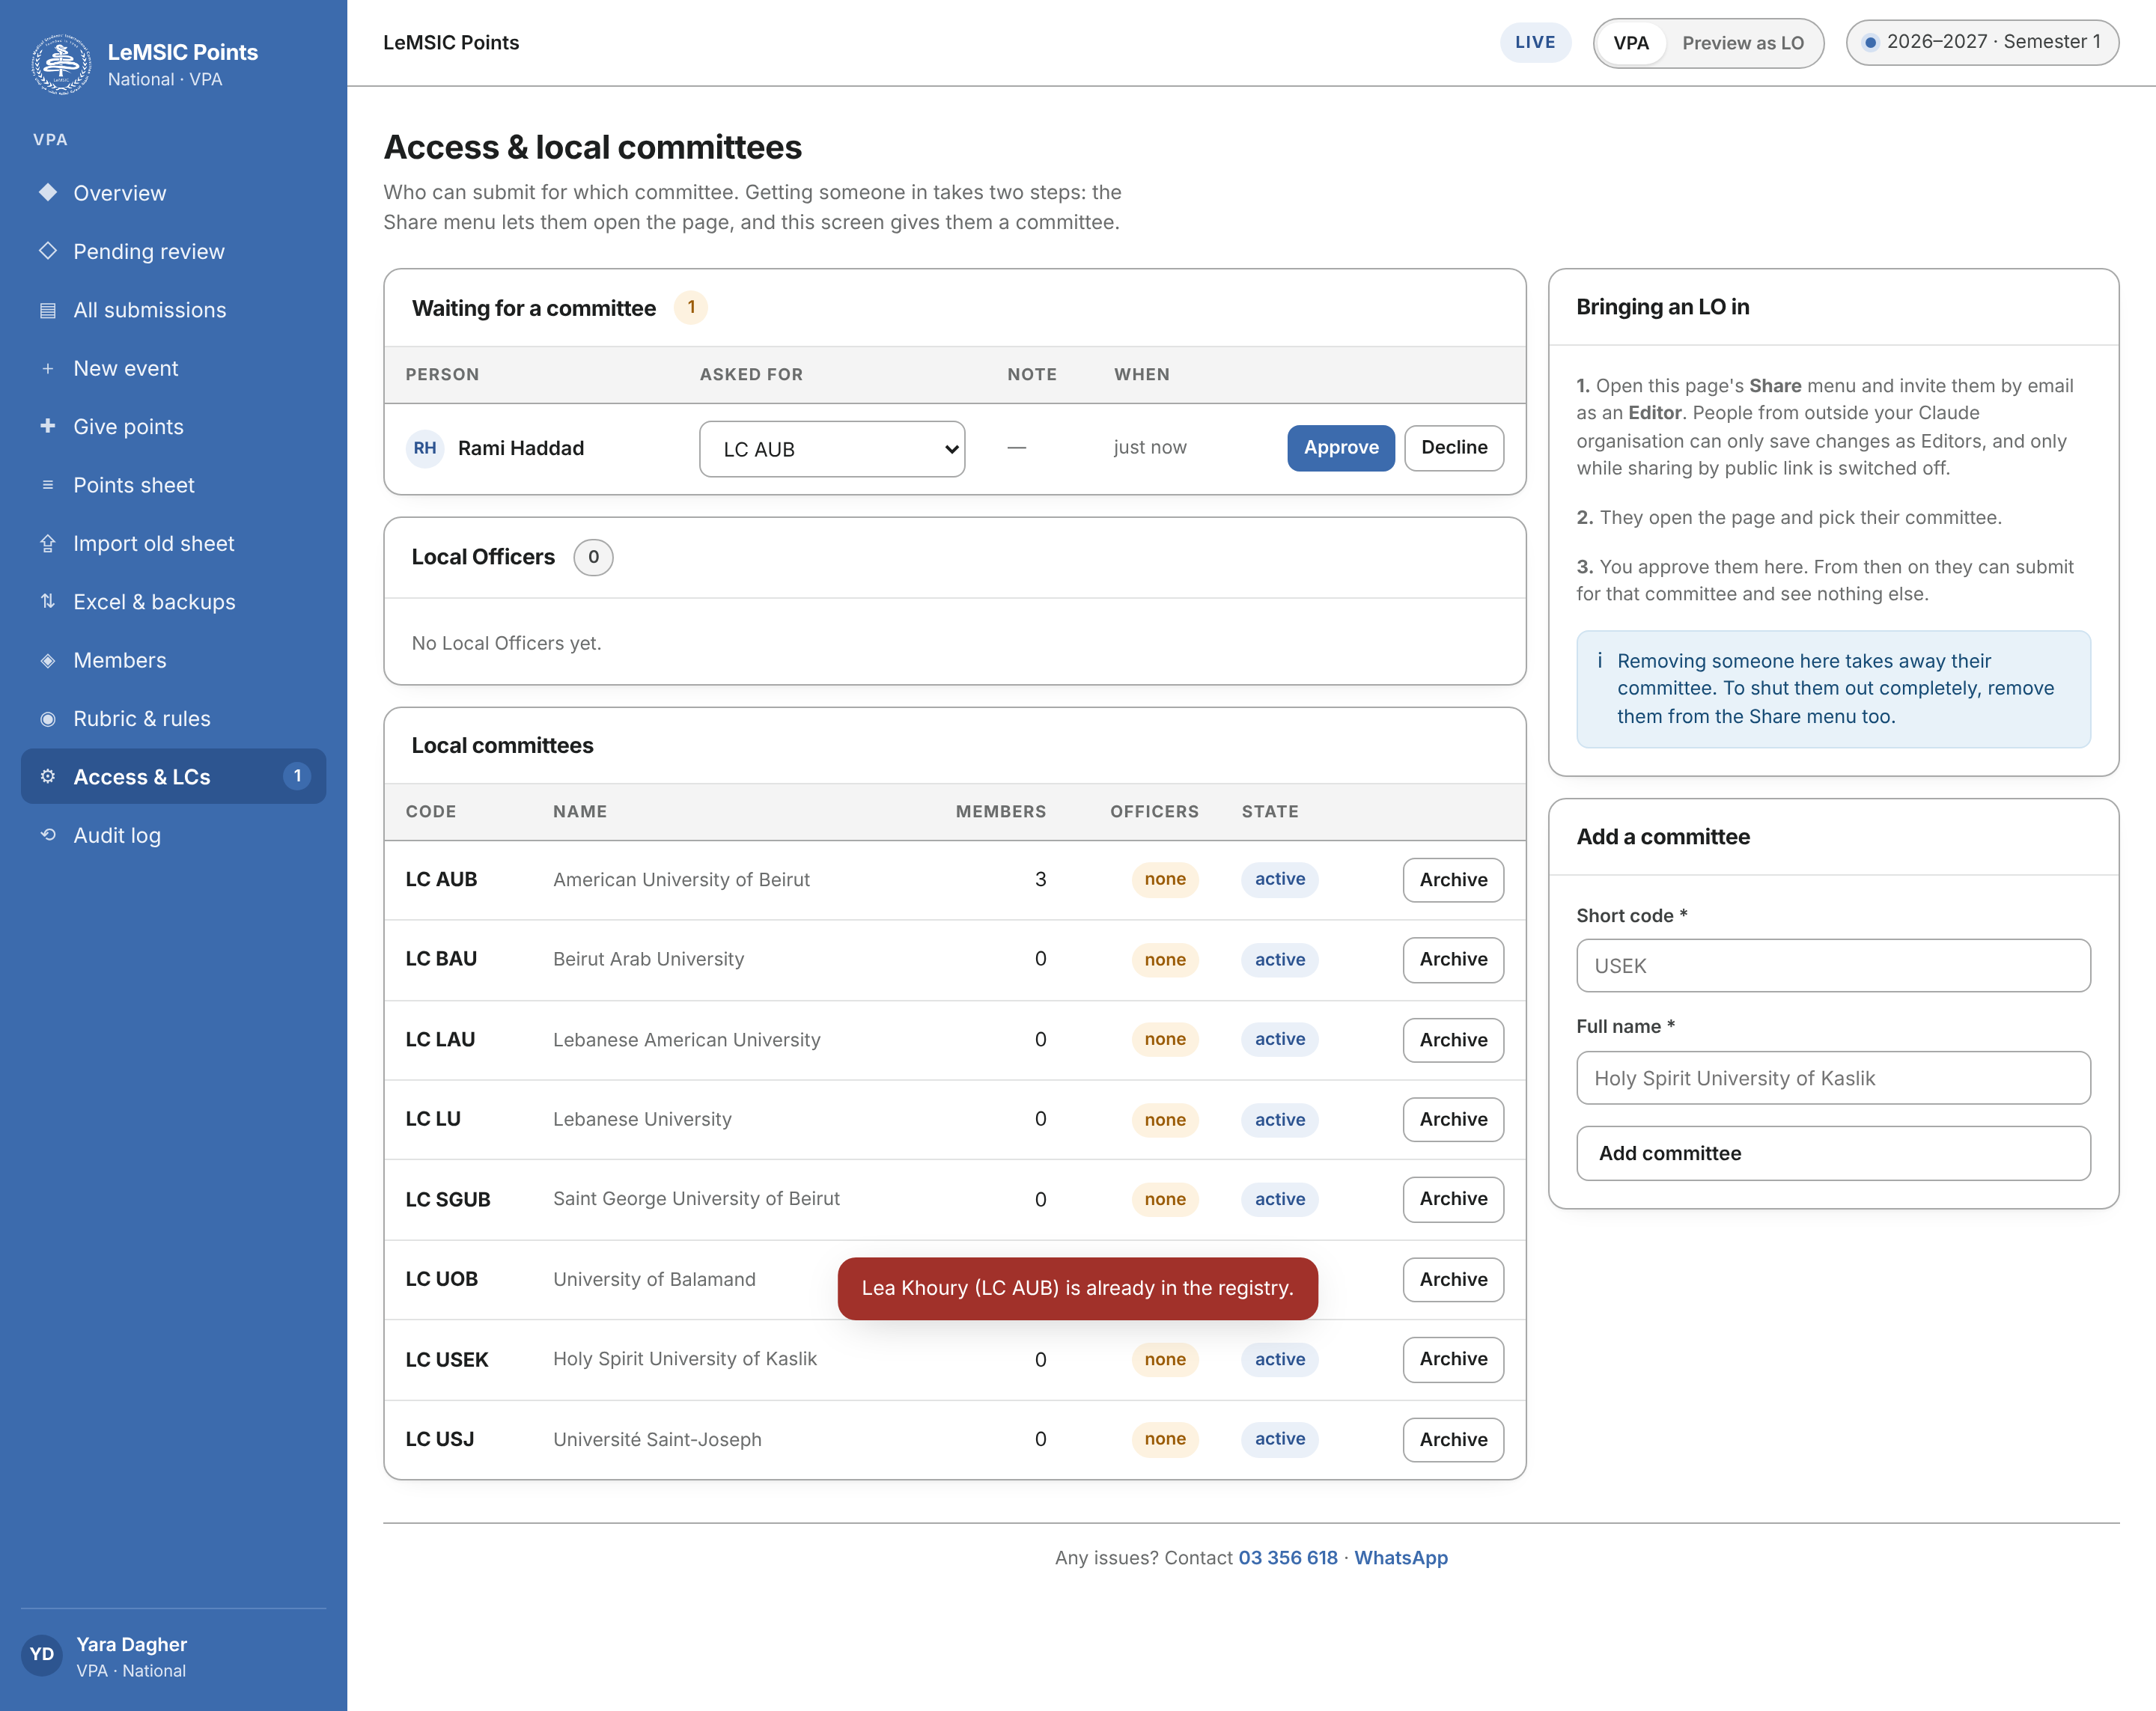 LeMSIC Points
National · VPA
VPA
Overview
Pending review
All submissions
New event
Give points
Points sheet
Import old sheet
Excel & backups
Members
Rubric & rules
Access & LCs 1
Audit log
YD Yara Dagher
VPA · National
LeMSIC Points
LIVE VPA Preview as LO 2026–2027 · Semester 1
Access & local committees
Who can submit for which committee. Getting someone in takes two steps: the
Share menu lets them open the page, and this screen gives them a committee.
Waiting for a committee 1
PERSON ASKED FOR NOTE WHEN
RH Rami Haddad LC AUB — just now Approve Decline
Local Officers 0
No Local Officers yet.
Local committees
CODE NAME MEMBERS OFFICERS STATE
LC AUB American University of Beirut 3 none active Archive
LC BAU Beirut Arab University 0 none active Archive
LC LAU Lebanese American University 0 none active Archive
LC LU Lebanese University 0 none active Archive
LC SGUB Saint George University of Beirut 0 none active Archive
LC UOB University of Balamand Archive
Lea Khoury (LC AUB) is already in the registry.
LC USEK Holy Spirit University of Kaslik 0 none active Archive
LC USJ Université Saint-Joseph 0 none active Archive
Bringing an LO in
1. Open this page's Share menu and invite them by email
as an Editor. People from outside your Claude
organisation can only save changes as Editors, and only
while sharing by public link is switched off.
2. They open the page and pick their committee.
3. You approve them here. From then on they can submit
for that committee and see nothing else.
i Removing someone here takes away their
committee. To shut them out completely, remove
them from the Share menu too.
Add a committee
Short code *
USEK
Full name *
Holy Spirit University of Kaslik
Add committee
Any issues? Contact 03 356 618 · WhatsApp